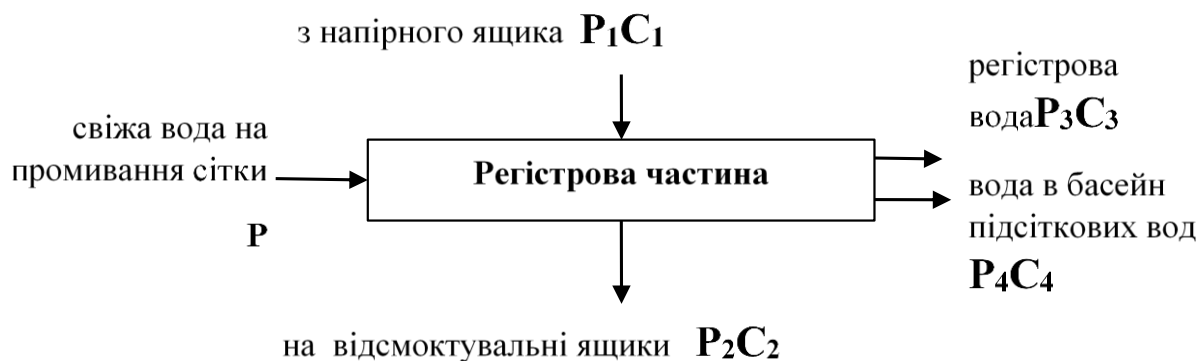 з напірного ящика P₁C₁
регістрова
вода P₃C₃
свіжа вода на
промивання сітки
P
Регістрова частина
вода в басейн
підсіткових вод
P₄C₄
на відсмоктувальні ящики P₂C₂